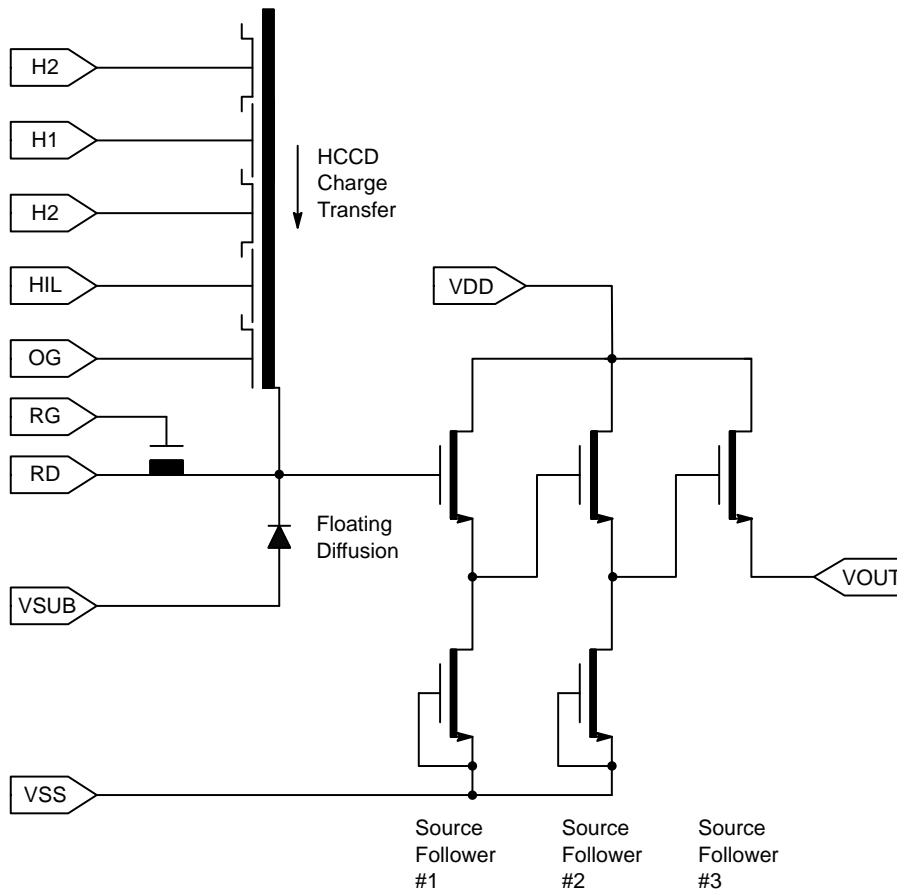 H2
H1
HCCD
Charge
Transfer
H2
HIL
VDD
OG
RG
RD
Floating
Diffusion
VOUT
VSUB
VSS
Source
Follower
#1
Source
Follower
#2
Source
Follower
#3